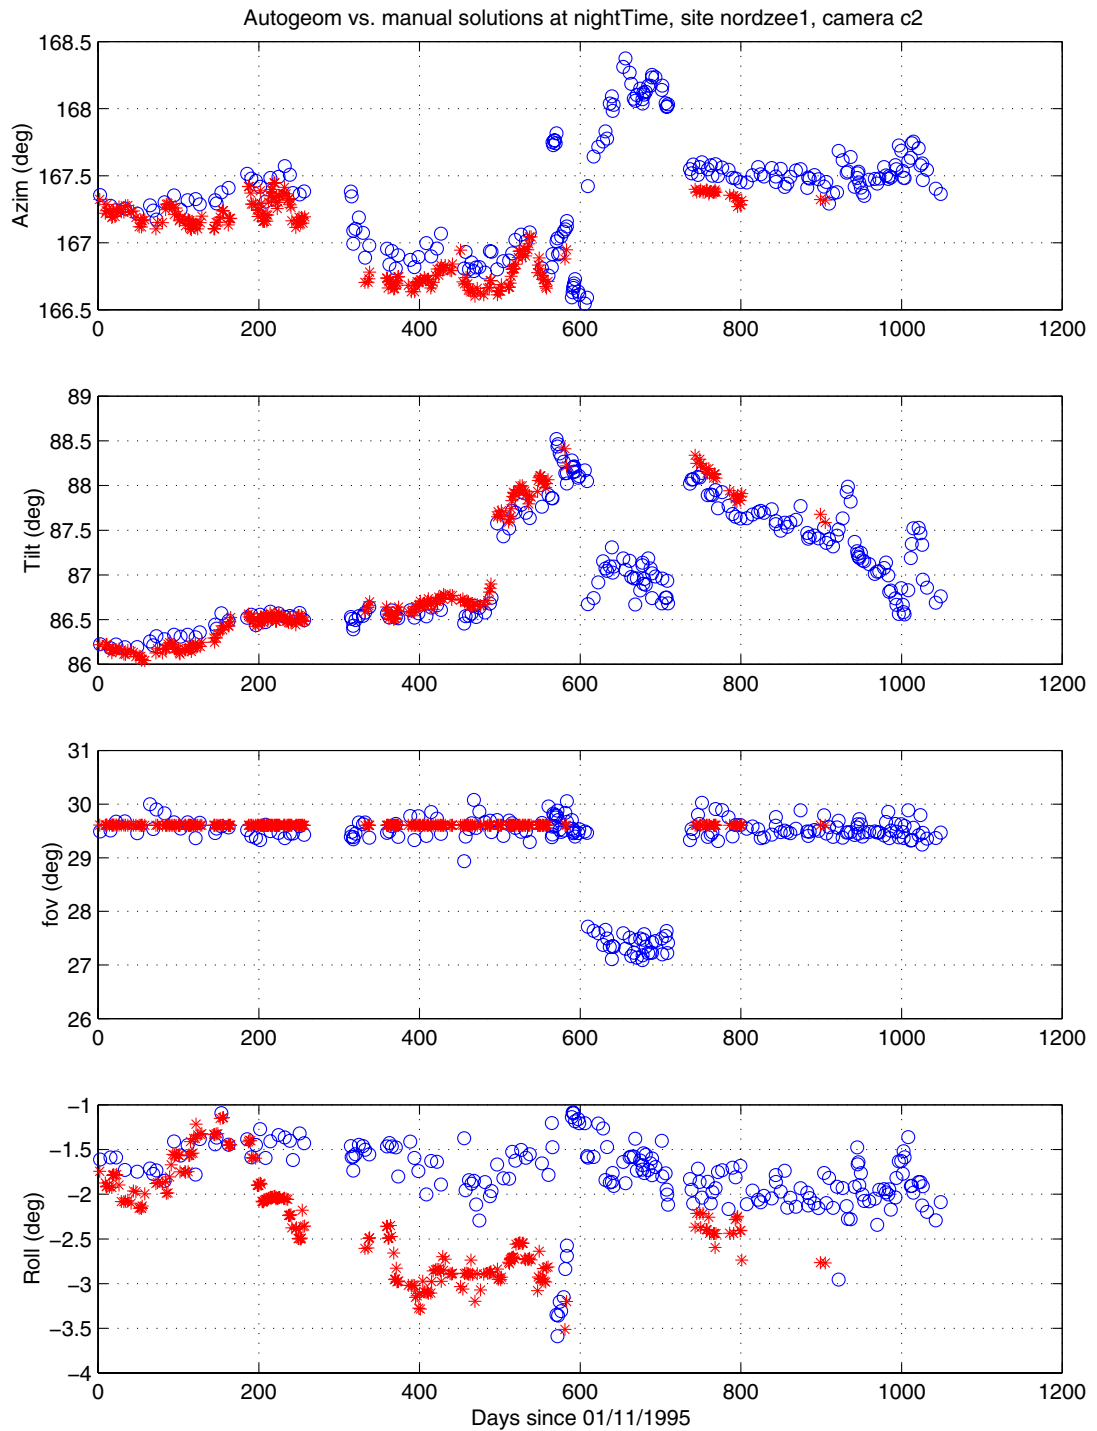 Autogeom vs. manual solutions at nightTime, site nordzee1, camera c2
168.5
168
167.5
167
166.5
Azim (deg)
0 200 400 600 800 1000 1200
89
88.5
88
87.5
87
86.5
86
Tilt (deg)
0 200 400 600 800 1000 1200
31
30
29
28
27
26
fov (deg)
0 200 400 600 800 1000 1200
−1
−1.5
−2
−2.5
−3
−3.5
−4
Roll (deg)
0 200 400 600 800 1000 1200
Days since 01/11/1995